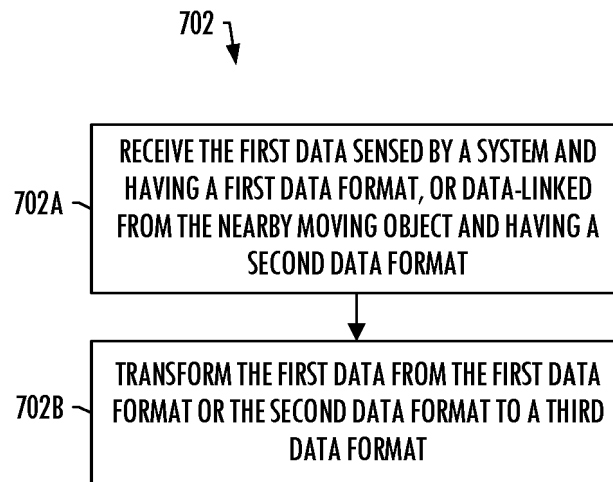 702
RECEIVE THE FIRST DATA SENSED BY A SYSTEM AND
HAVING A FIRST DATA FORMAT, OR DATA-LINKED
FROM THE NEARBY MOVING OBJECT AND HAVING A
SECOND DATA FORMAT
702A
TRANSFORM THE FIRST DATA FROM THE FIRST DATA
FORMAT OR THE SECOND DATA FORMAT TO A THIRD
DATA FORMAT
702B